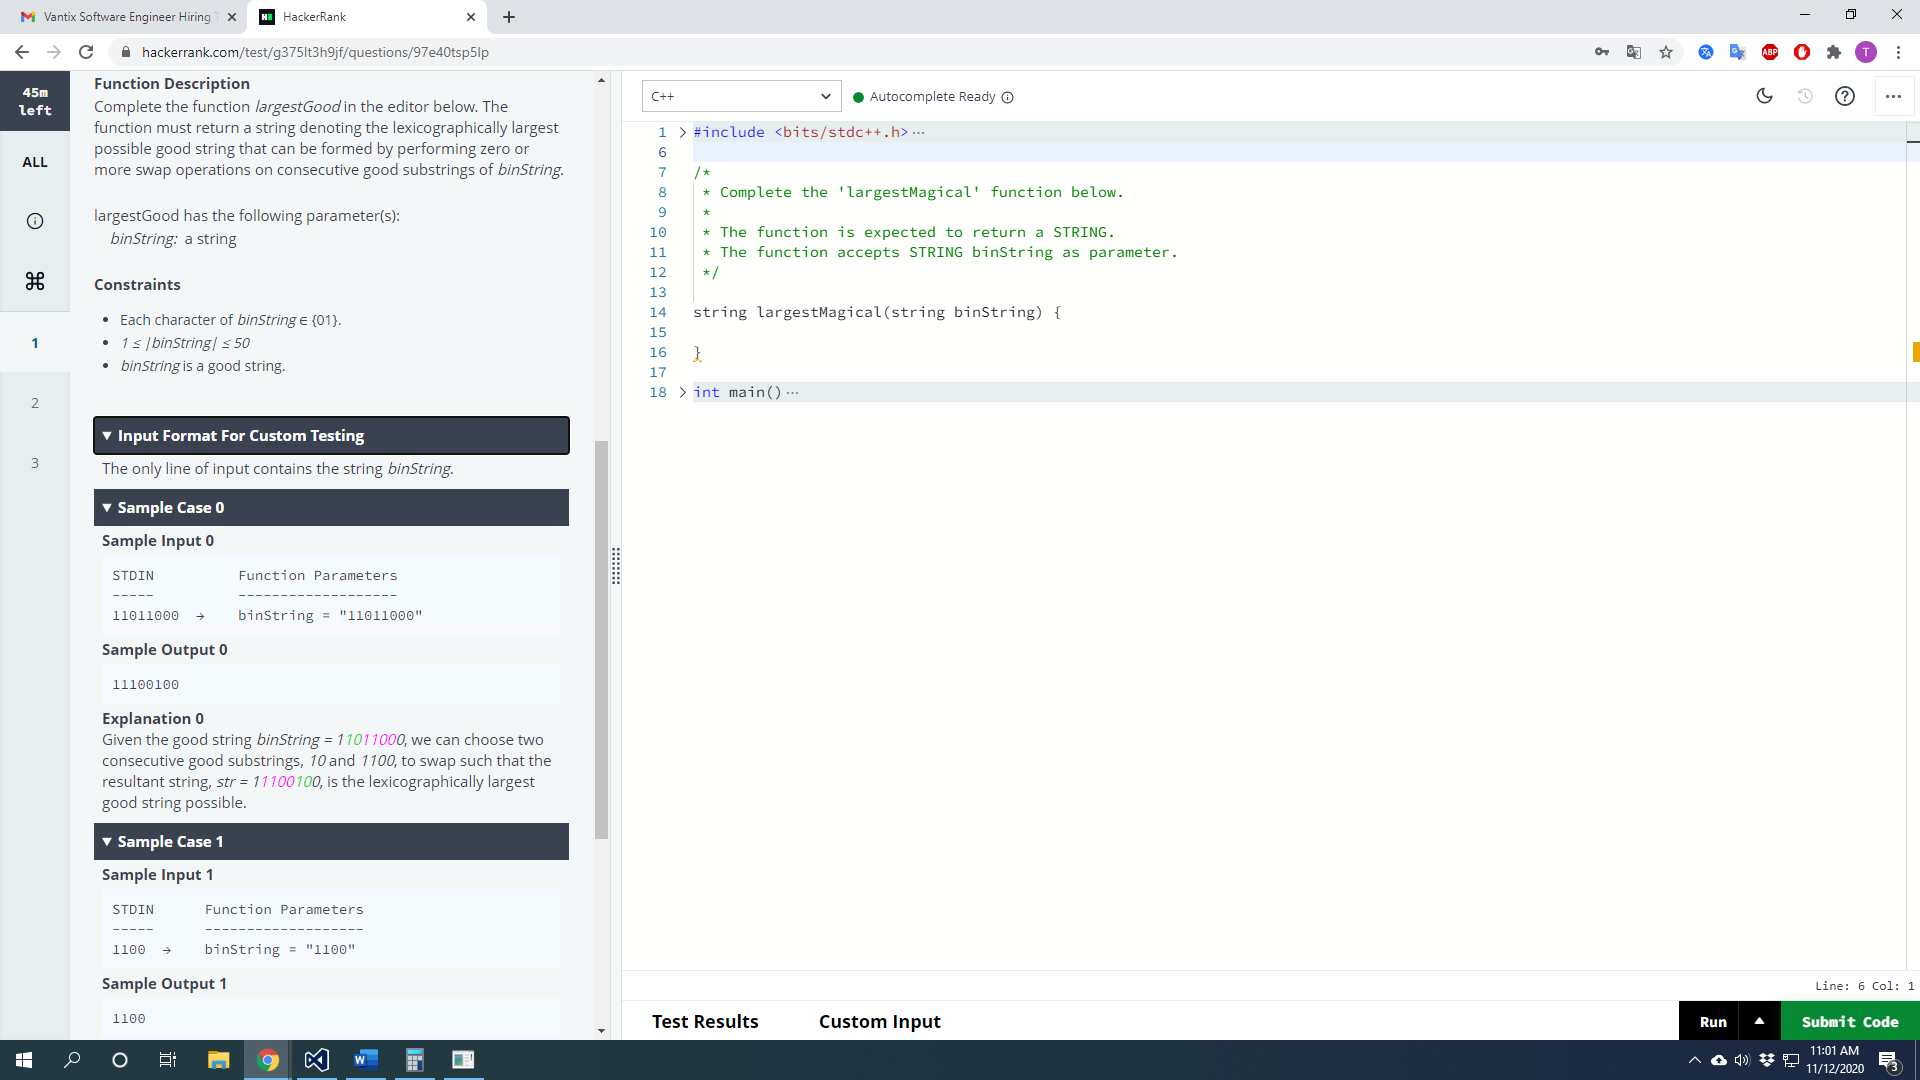 Vantix Software Engineer Hiring T
HackerRank
hackerrank.com/test/g375lt3h9jf/questions/97e40tsp5lp
ABP
T
45m
left
ALL
1
2
3
Function Description
Complete the function largestGood in the editor below. The
function must return a string denoting the lexicographically largest
possible good string that can be formed by performing zero or
more swap operations on consecutive good substrings of binString.
largestGood has the following parameter(s):
binString: a string
Constraints
• Each character of binString ∈ {01}.
• 1 ≤ |binString| ≤ 50
• binString is a good string.
▼ Input Format For Custom Testing
The only line of input contains the string binString.
▼ Sample Case 0
Sample Input 0
STDIN Function Parameters
----- -------------------
11011000 → binString = "11011000"
Sample Output 0
11100100
Explanation 0
Given the good string binString = 11011000, we can choose two
consecutive good substrings, 10 and 1100, to swap such that the
resultant string, str = 11100100, is the lexicographically largest
good string possible.
▼ Sample Case 1
Sample Input 1
STDIN Function Parameters
----- -------------------
1100 → binString = "1100"
Sample Output 1
1100
C++
Autocomplete Ready
1 #include <bits/stdc++.h>···
6
7 /*
8 * Complete the 'largestMagical' function below.
9 *
10 * The function is expected to return a STRING.
11 * The function accepts STRING binString as parameter.
12 */
13
14 string largestMagical(string binString) {
15
16 }
17
18 int main()···
Line: 6 Col: 1
Test Results
Custom Input
Run
Submit Code
11:01 AM
11/12/2020
3